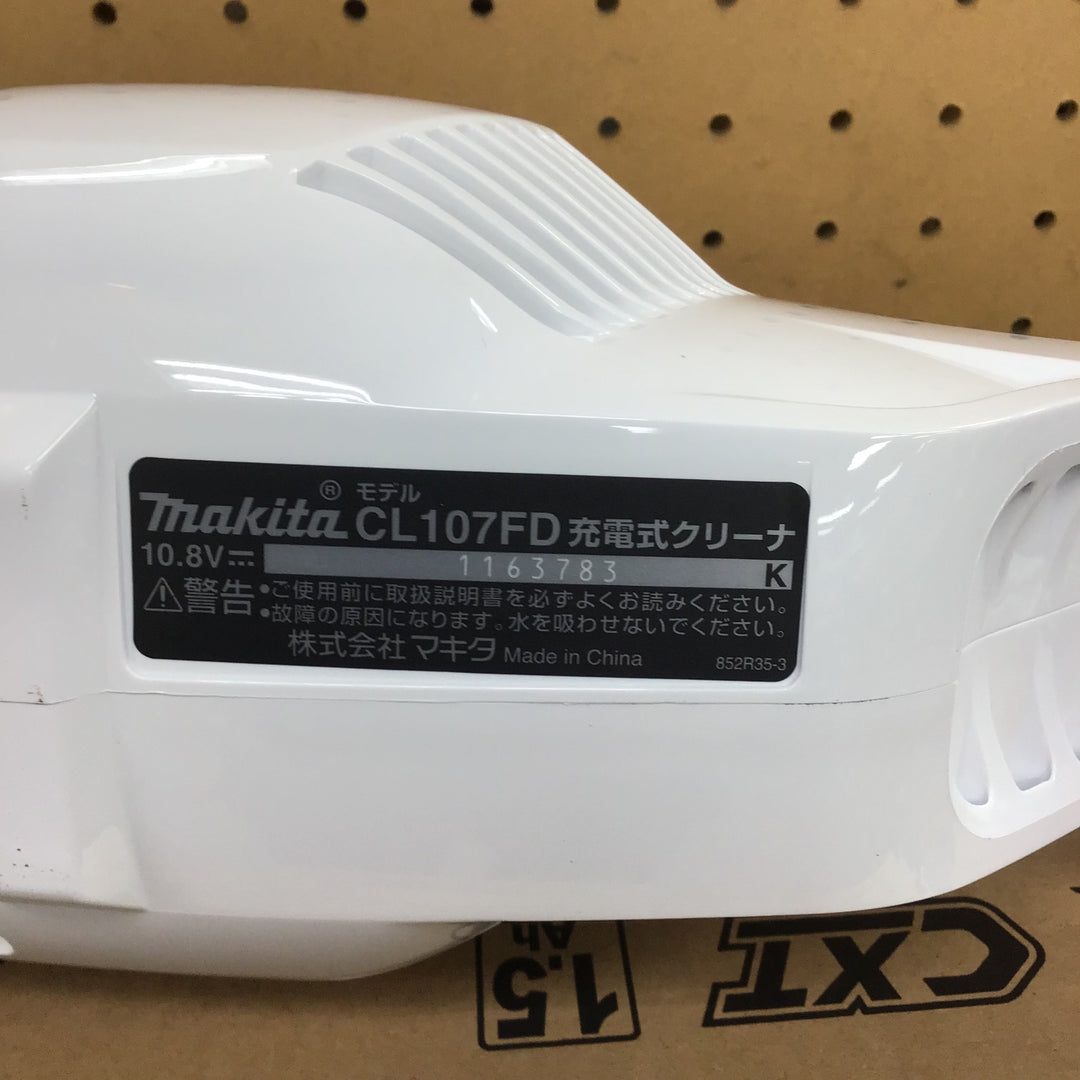 makita® モデル CL107FD 充電式クリーナ
10.8V⎓ 1163783 K
⚠警告 •ご使用前に取扱説明書を必ずよくお読みください。
•故障の原因になります。水を吸わせないでください。
株式会社 マキタ Made in China 852R35-3
1.5 Ah
CXT